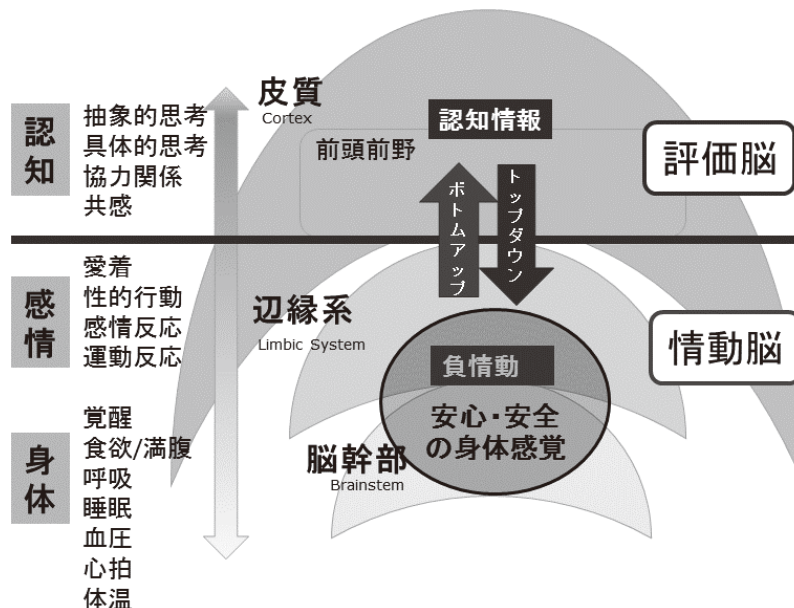 認知
抽象的思考
具体的思考
協力関係
共感
皮質
Cortex
前頭前野
認知情報
評価脳
ボトムアップ
トップダウン
感情
愛着
性的行動
感情反応
運動反応
辺縁系
Limbic System
情動脳
負情動
安心・安全
の身体感覚
身体
覚醒
食欲/満腹
呼吸
睡眠
血圧
心拍
体温
脳幹部
Brainstem